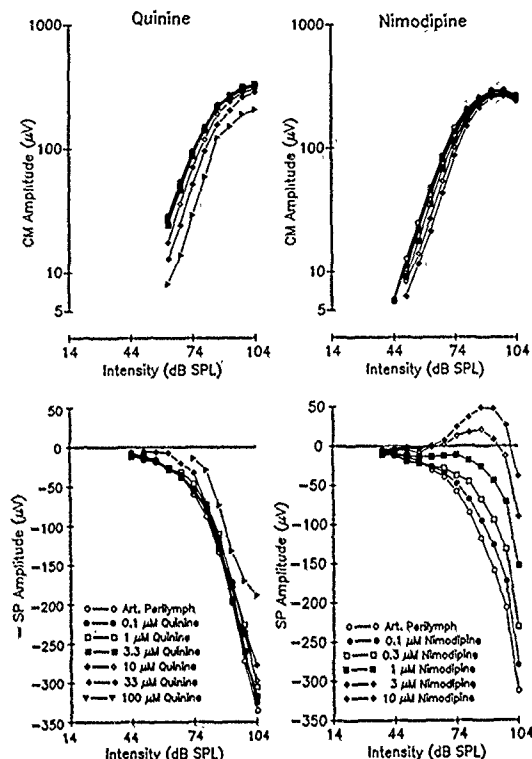 Quinine
1000
100
10
5
CM Amplitude (μV)
14 44 74 104
Intensity (dB SPL)
Nimodipine
1000
100
10
5
CM Amplitude (μV)
14 44 74 104
Intensity (dB SPL)
50
0
−50
−100
−150
−200
−250
−300
−350
− SP Amplitude (μV)
Art. Perilymph
0.1 μM Quinine
1 μM Quinine
3.3 μM Quinine
10 μM Quinine
33 μM Quinine
100 μM Quinine
14 44 74 104
Intensity (dB SPL)
50
0
−50
−100
−150
−200
−250
−300
−350
SP Amplitude (μV)
Art. Perilymph
0.1 μM Nimodipine
0.3 μM Nimodipine
1 μM Nimodipine
3 μM Nimodipine
10 μM Nimodipine
14 44 74 104
Intensity (dB SPL)